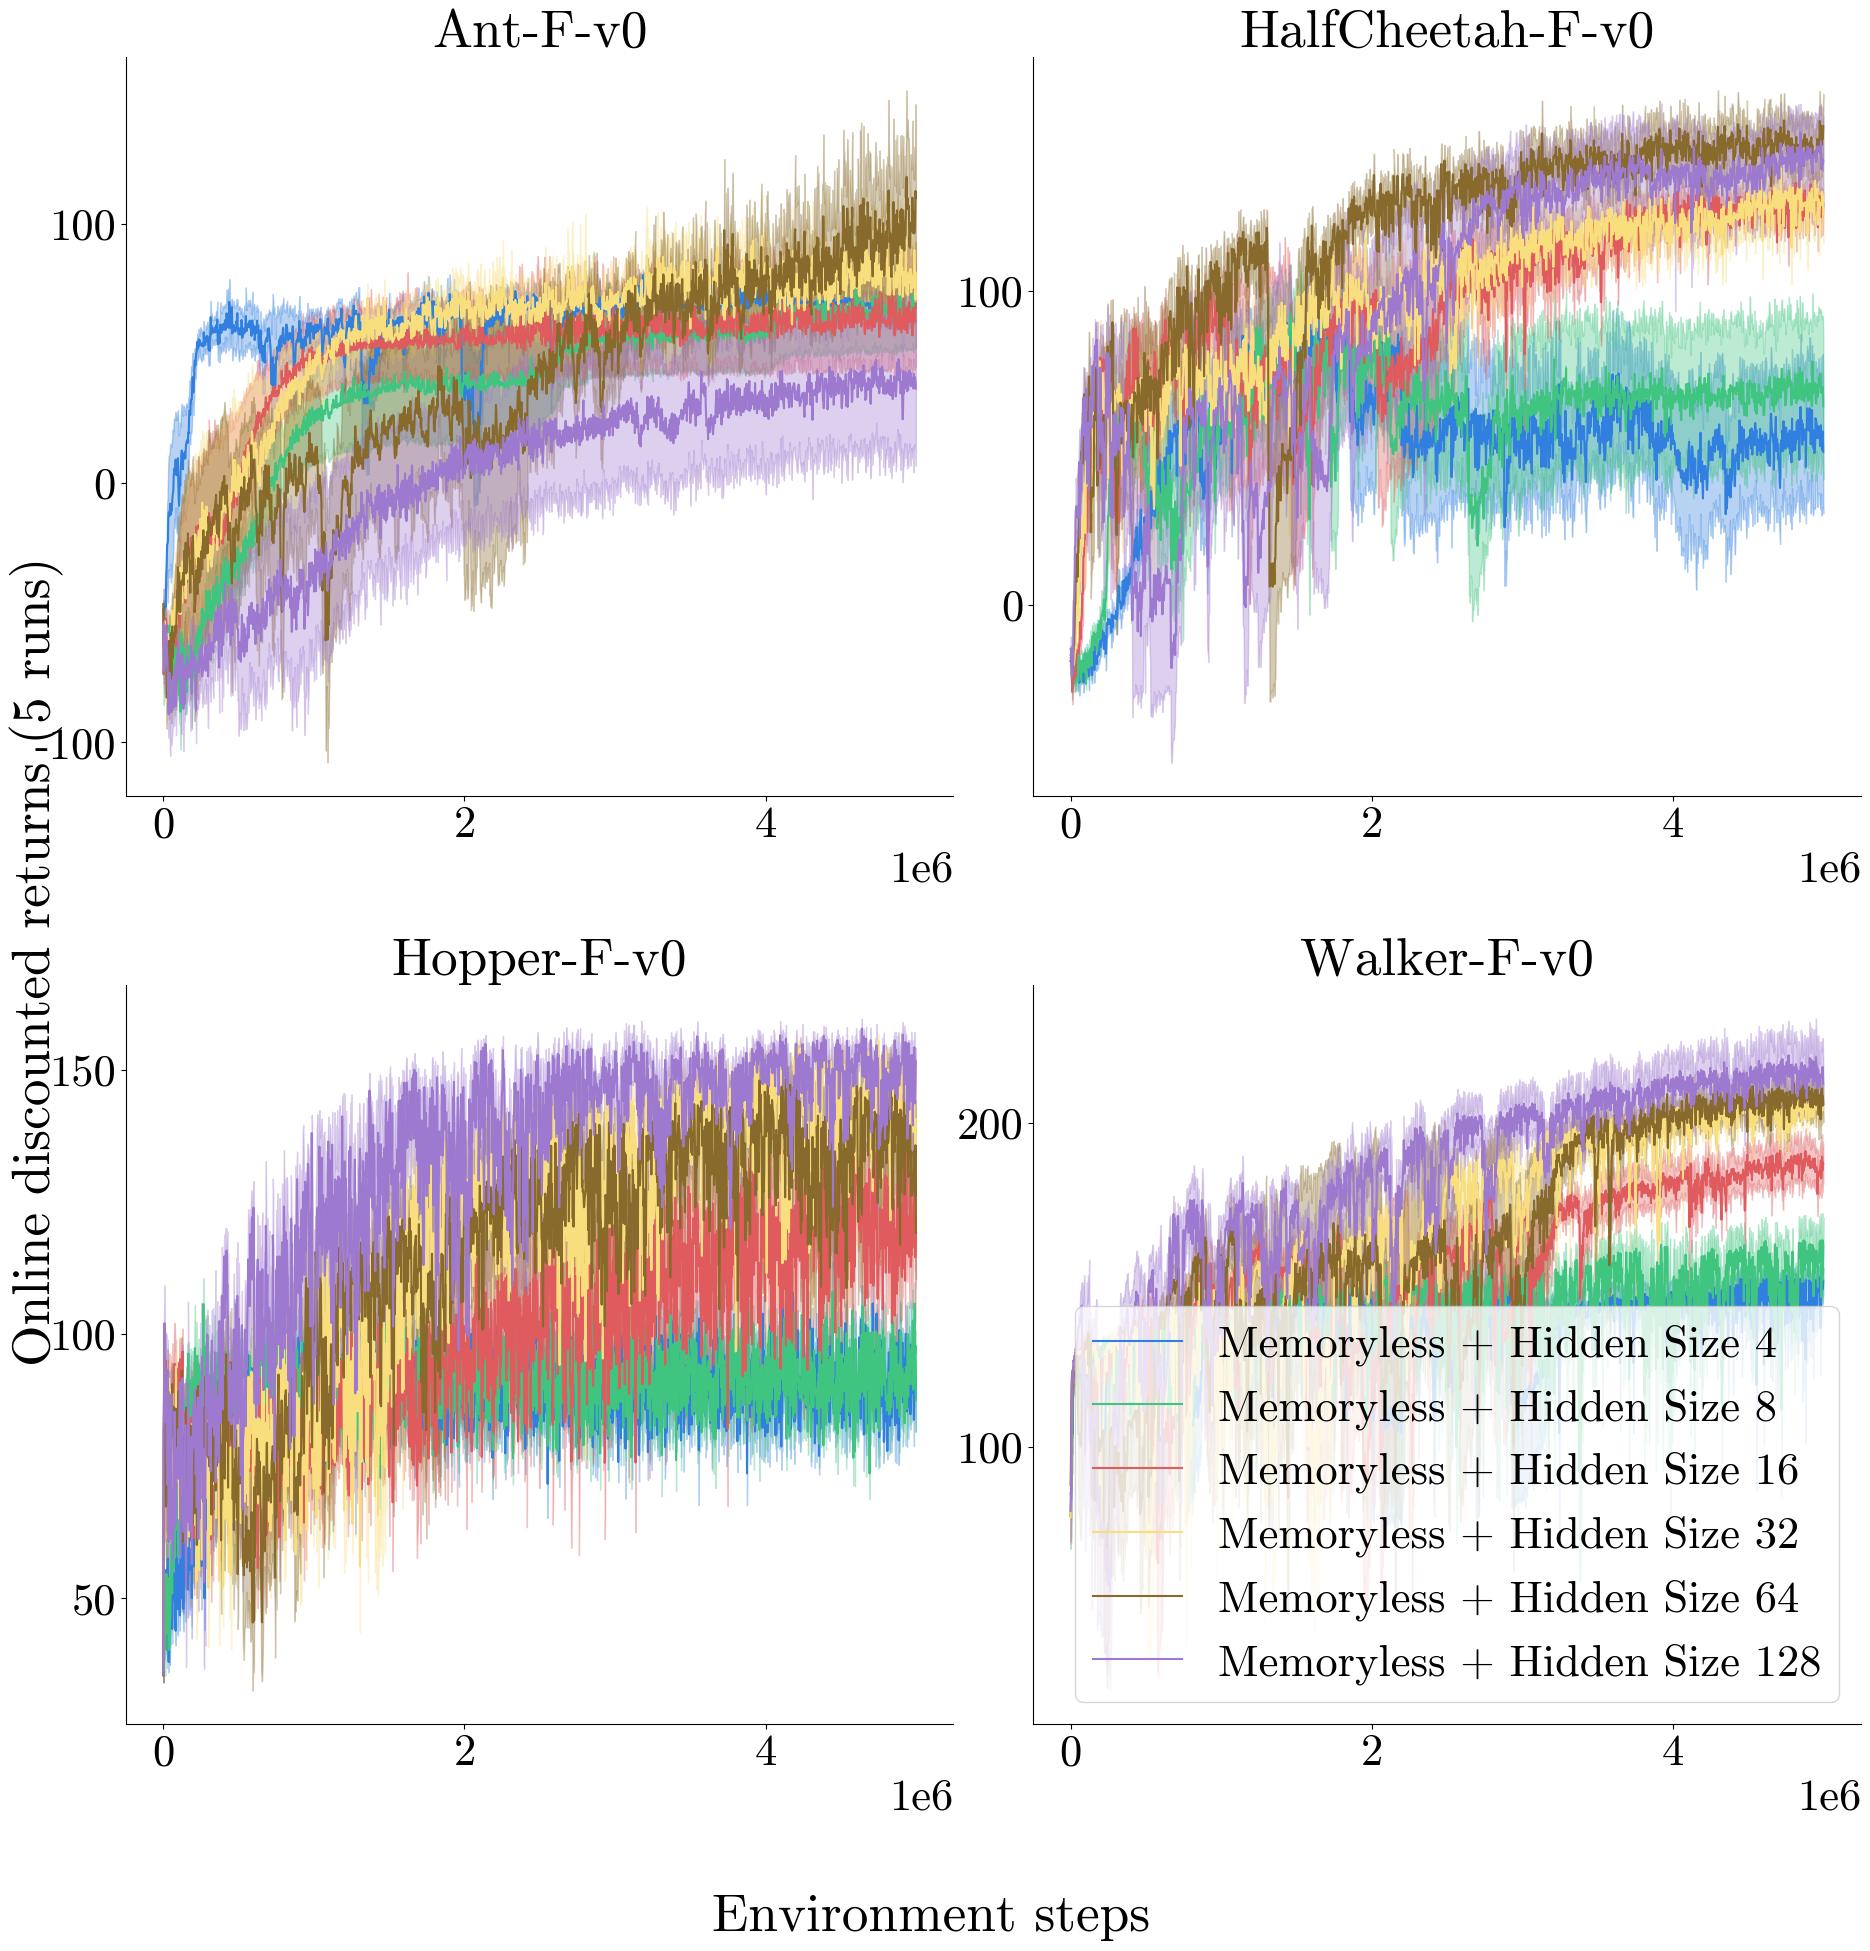 Ant-F-v0
HalfCheetah-F-v0
100
0
-100
0
2
4
1e6
100
0
0
2
4
1e6
Online discounted returns (5 runs)
Hopper-F-v0
Walker-F-v0
150
100
50
0
2
4
1e6
200
100
Memoryless + Hidden Size 4
Memoryless + Hidden Size 8
Memoryless + Hidden Size 16
Memoryless + Hidden Size 32
Memoryless + Hidden Size 64
Memoryless + Hidden Size 128
0
2
4
1e6
Environment steps